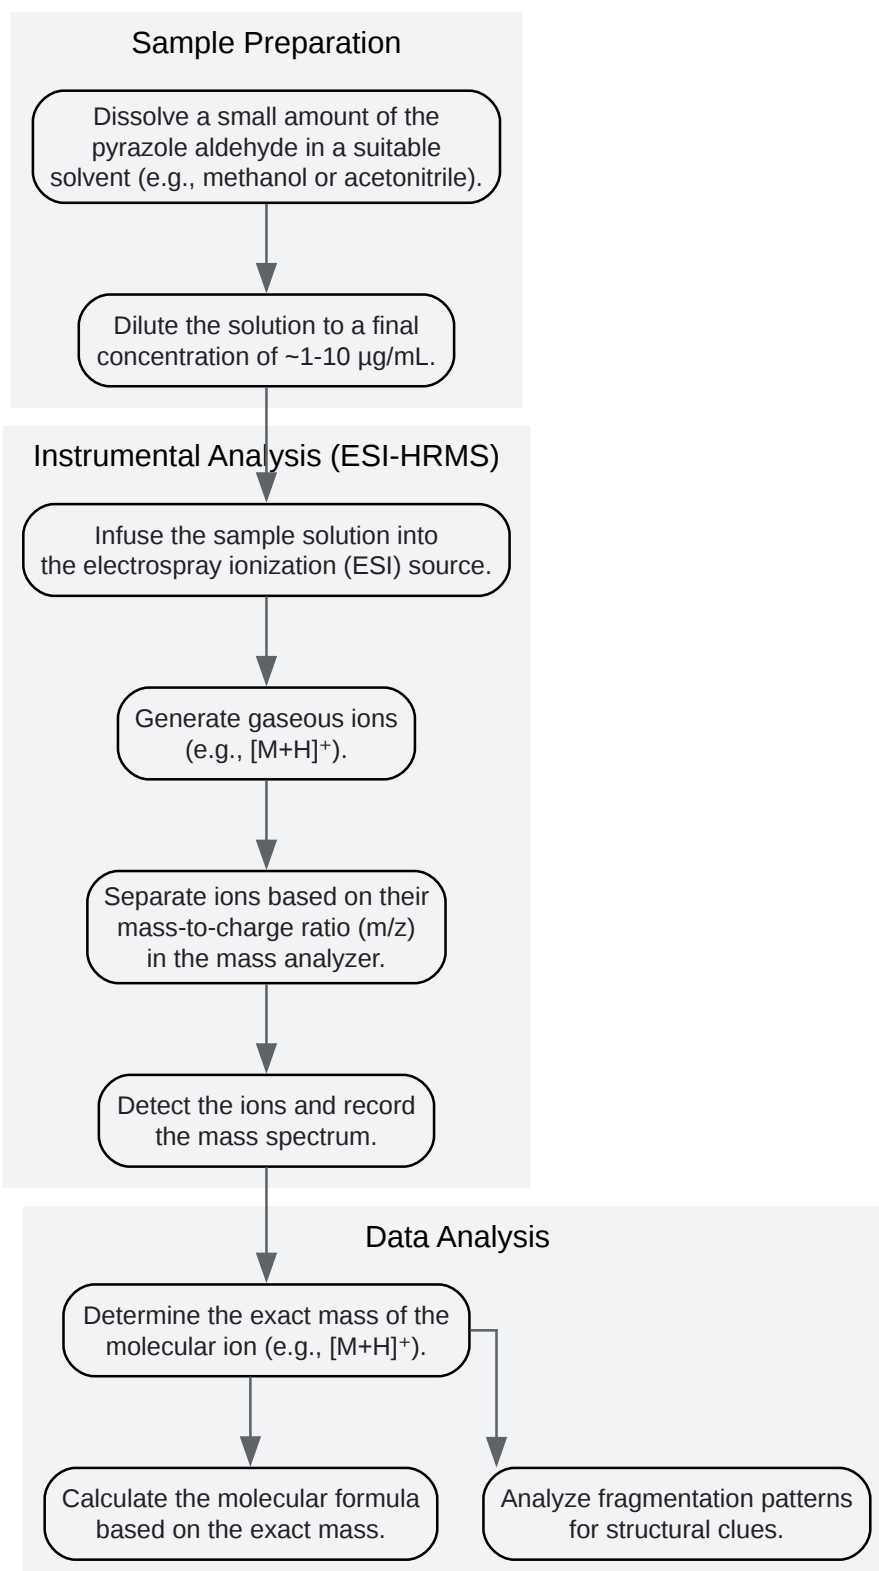 Sample Preparation
Dissolve a small amount of the
pyrazole aldehyde in a suitable
solvent (e.g., methanol or acetonitrile).
Dilute the solution to a final
concentration of ~1-10 µg/mL.
Instrumental Analysis (ESI-HRMS)
Infuse the sample solution into
the electrospray ionization (ESI) source.
Generate gaseous ions
(e.g., [M+H]⁺).
Separate ions based on their
mass-to-charge ratio (m/z)
in the mass analyzer.
Detect the ions and record
the mass spectrum.
Data Analysis
Determine the exact mass of the
molecular ion (e.g., [M+H]⁺).
Calculate the molecular formula
based on the exact mass.
Analyze fragmentation patterns
for structural clues.